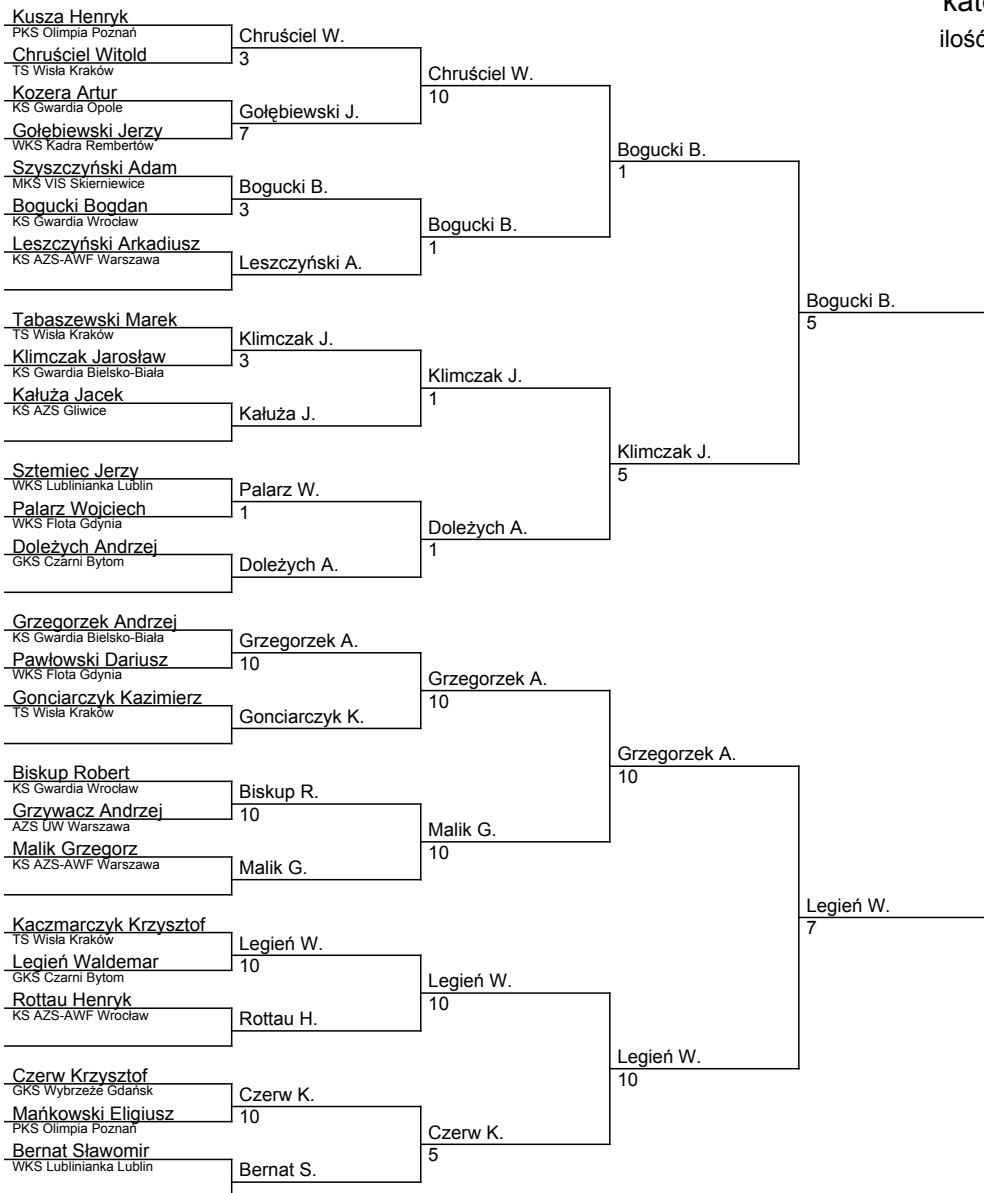 kat
ilość
Kusza Henryk
PKS Olimpia Poznań
Chruściel Witold
TS Wisła Kraków
Kozera Artur
KS Gwardia Opole
Gołębiewski Jerzy
WKS Kadra Rembertów
Szyszczyński Adam
MKS VIS Skierniewice
Bogucki Bogdan
KS Gwardia Wrocław
Leszczyński Arkadiusz
KS AZS-AWF Warszawa
Tabaszewski Marek
TS Wisła Kraków
Klimczak Jarosław
KS Gwardia Bielsko-Biała
Kałuża Jacek
KS AZS Gliwice
Sztemiec Jerzy
WKS Lublinianka Lublin
Palarz Wojciech
WKS Flota Gdynia
Doleżych Andrzej
GKS Czarni Bytom
Grzegorzek Andrzej
KS Gwardia Bielsko-Biała
Pawłowski Dariusz
WKS Flota Gdynia
Gonciarczyk Kazimierz
TS Wisła Kraków
Biskup Robert
KS Gwardia Wrocław
Grzywacz Andrzej
AZS UW Warszawa
Malik Grzegorz
KS AZS-AWF Warszawa
Kaczmarczyk Krzysztof
TS Wisła Kraków
Legień Waldemar
GKS Czarni Bytom
Rottau Henryk
KS AZS-AWF Wrocław
Czerw Krzysztof
GKS Wybrzeże Gdańsk
Mańkowski Eligiusz
PKS Olimpia Poznań
Bernat Sławomir
WKS Lublinianka Lublin
Chruściel W.
3
Gołębiewski J.
7
Bogucki B.
3
Leszczyński A.
Klimczak J.
3
Kałuża J.
Palarz W.
1
Doleżych A.
Grzegorzek A.
10
Gonciarczyk K.
Biskup R.
10
Malik G.
Legień W.
10
Rottau H.
Czerw K.
10
Bernat S.
Chruściel W.
10
Bogucki B.
1
Klimczak J.
1
Doleżych A.
1
Grzegorzek A.
10
Malik G.
10
Legień W.
10
Czerw K.
5
Bogucki B.
1
Klimczak J.
5
Grzegorzek A.
10
Legień W.
10
Bogucki B.
5
Legień W.
7